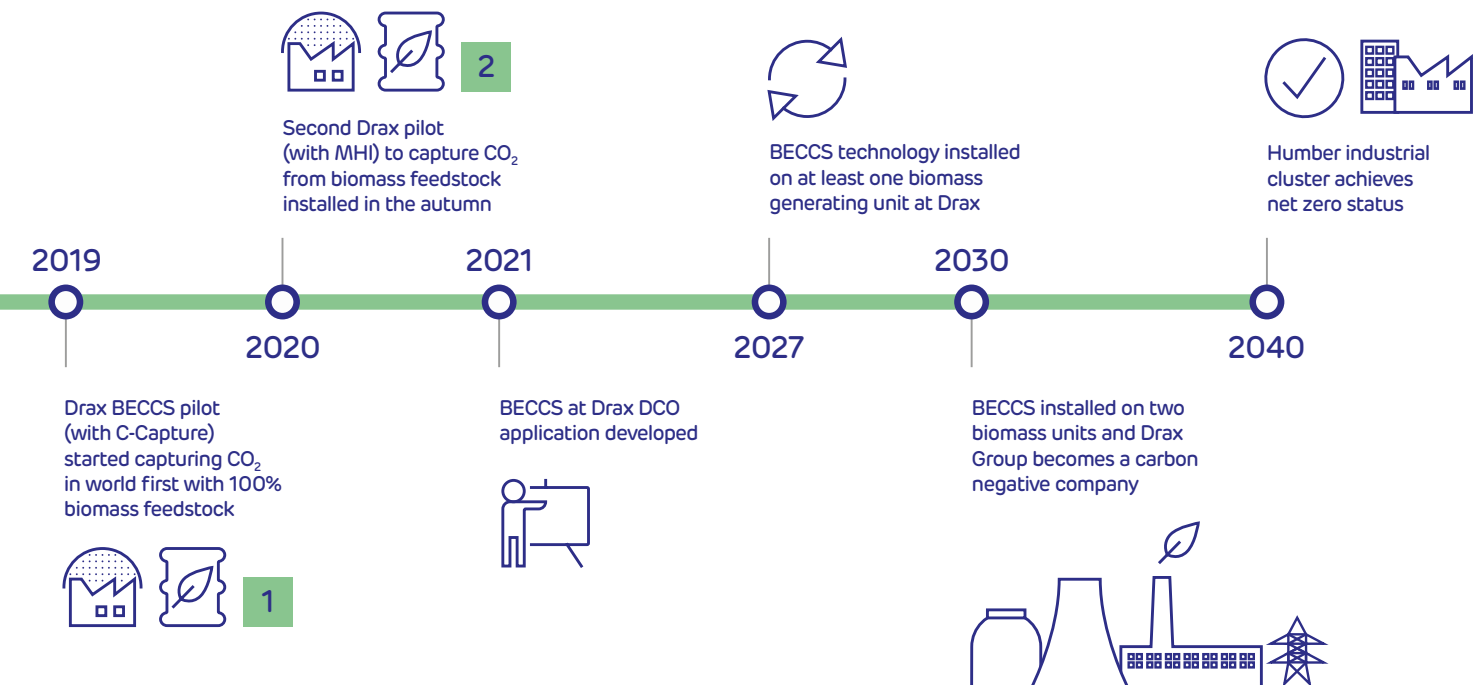 2
Second Drax pilot
(with MHI) to capture CO₂
from biomass feedstock
installed in the autumn
BECCS technology installed
on at least one biomass
generating unit at Drax
Humber industrial
cluster achieves
net zero status
2019
2021
2030
2020
2027
2040
Drax BECCS pilot
(with C-Capture)
started capturing CO₂
in world first with 100%
biomass feedstock
1
BECCS at Drax DCO
application developed
BECCS installed on two
biomass units and Drax
Group becomes a carbon
negative company